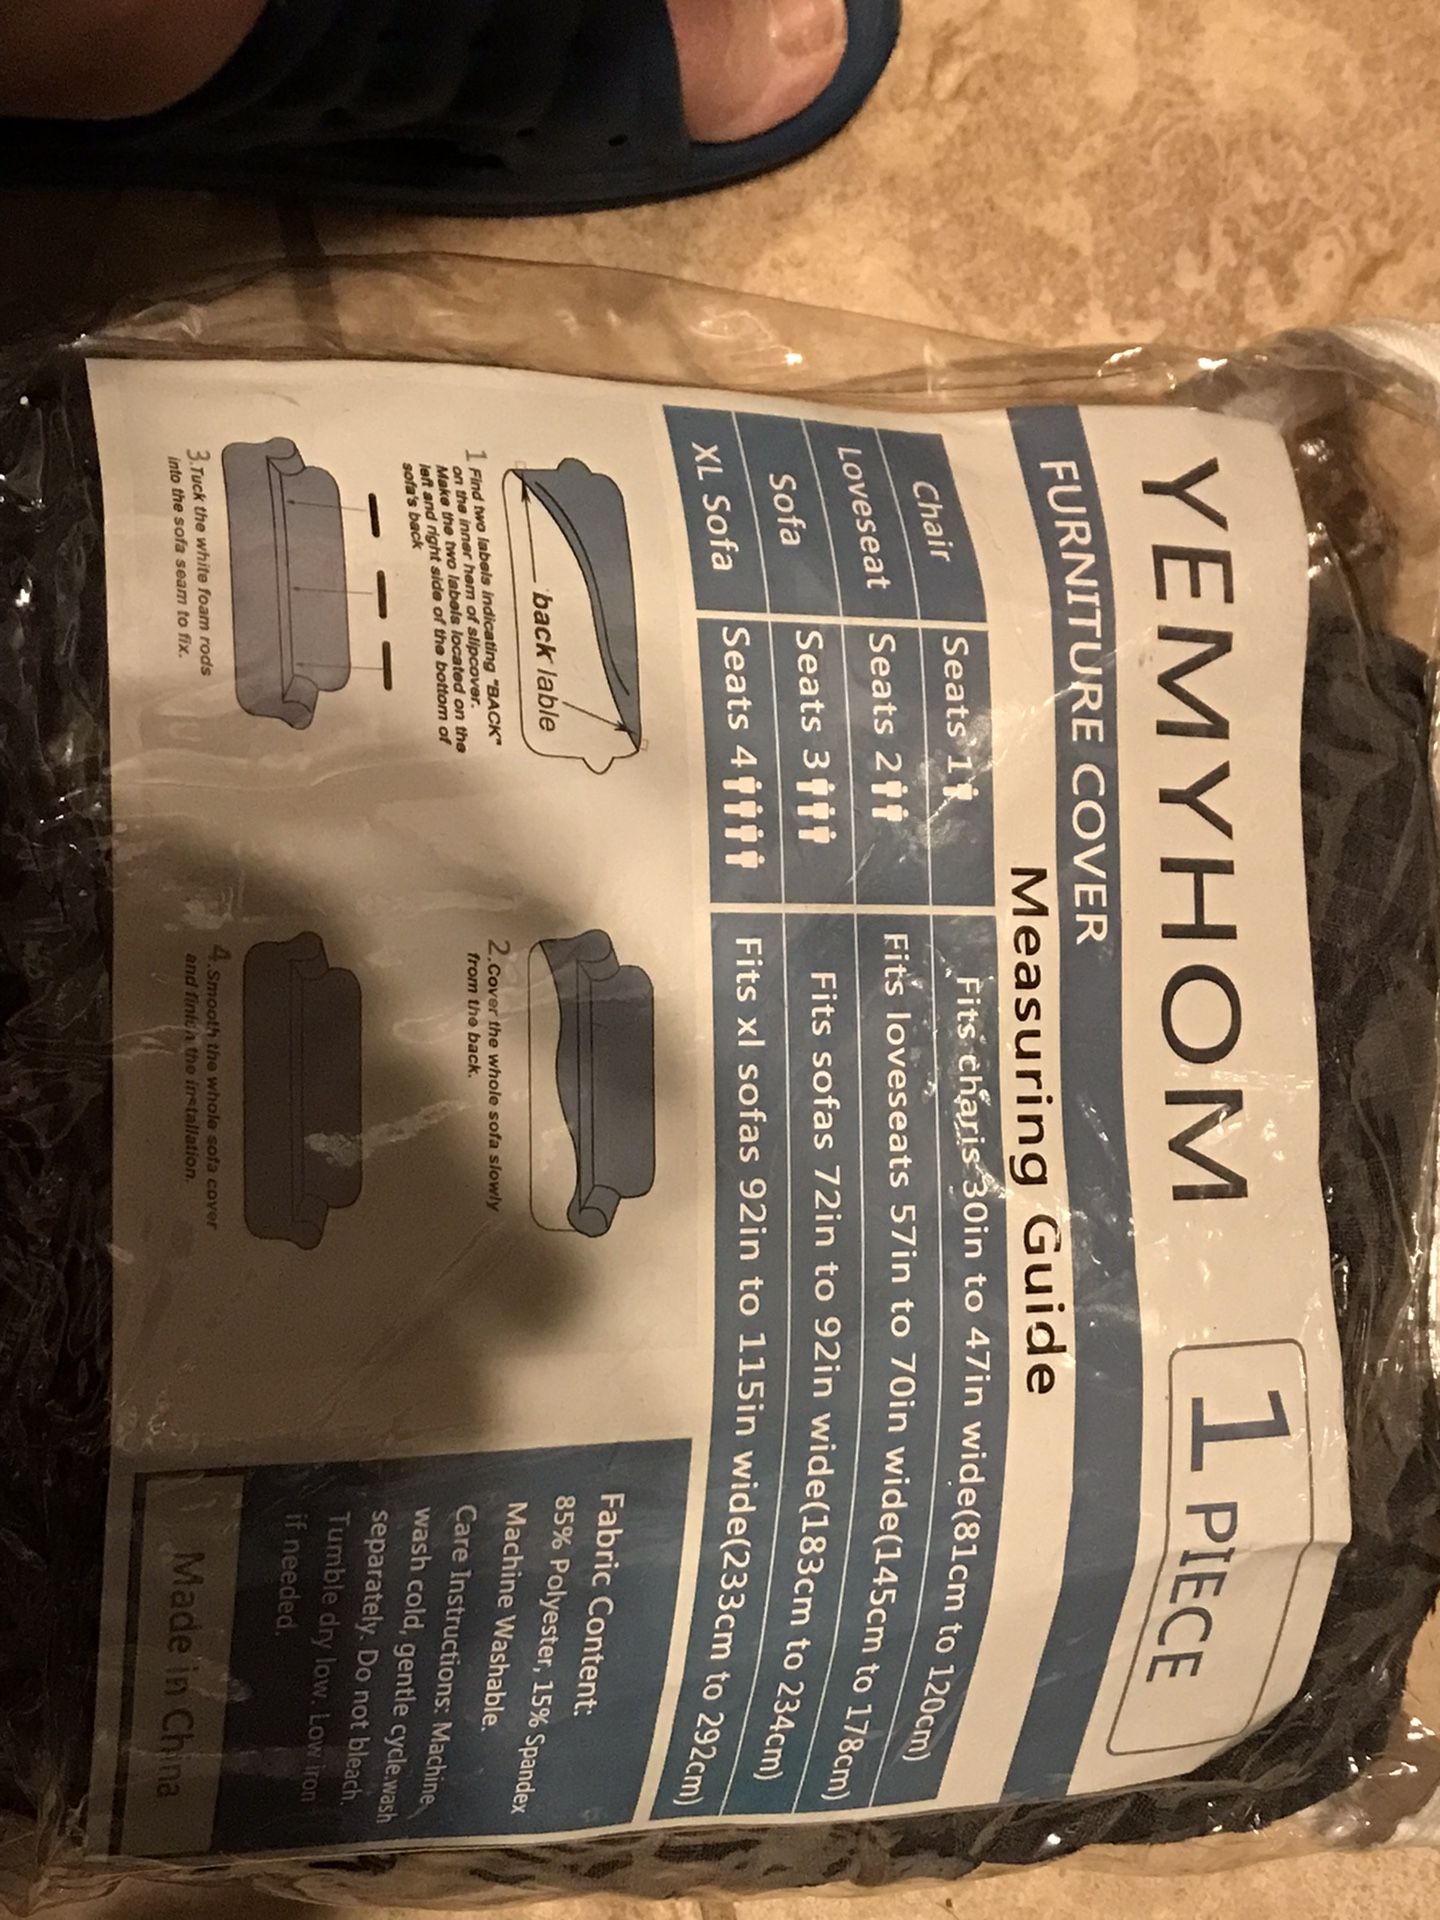 YEMYHOM
1 PIECE
FURNITURE COVER
Measuring Guide
Chair Seats 1 Fits charis 30in to 47in wide(81cm to 120cm)
Loveseat Seats 2 Fits loveseats 57in to 70in wide(145cm to 178cm)
Sofa Seats 3 Fits sofas 72in to 92in wide(183cm to 234cm)
XL Sofa Seats 4 Fits xl sofas 92in to 115in wide(233cm to 292cm)
back lable
1.Find two labels indicating "BACK"
on the inner hem of slipcover.
Make the two labels located on the
left and right side of the bottom of
sofa's back
2.Cover the whole sofa slowly
from the back.
3.Tuck the white foam rods
into the sofa seam to fix.
4.Smooth the whole sofa cover
and finish the installation.
Fabric Content:
85% Polyester, 15% Spandex
Machine Washable.
Care Instructions: Machine
wash cold, gentle cycle.wash
separately. Do not bleach.
Tumble dry low. Low iron
if needed.
Made in China